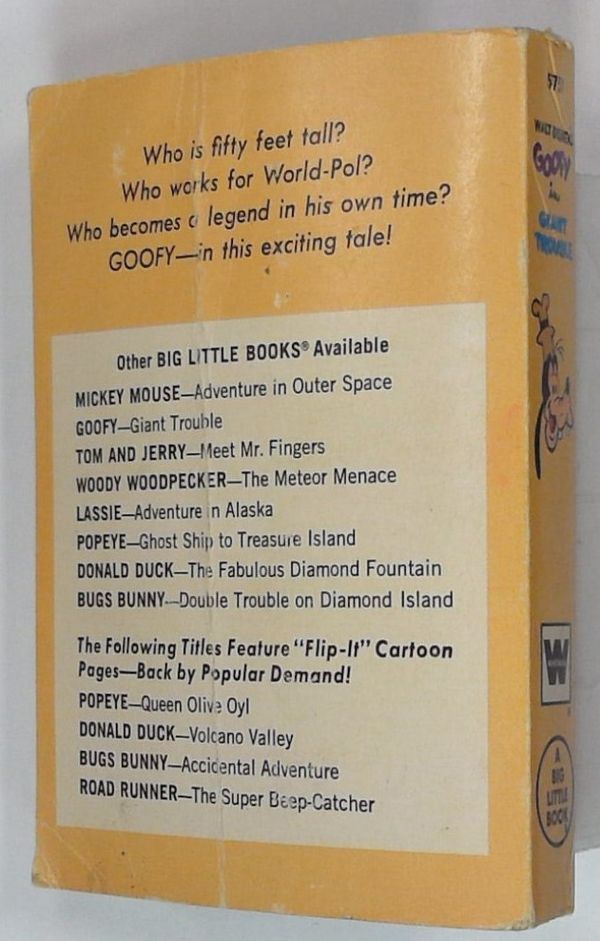 Who is fifty feet tall?
Who works for World-Pol?
Who becomes a legend in his own time?
GOOFY—in this exciting tale!
Other BIG LITTLE BOOKS® Available
MICKEY MOUSE—Adventure in Outer Space
GOOFY—Giant Trouble
TOM AND JERRY—Meet Mr. Fingers
WOODY WOODPECKER—The Meteor Menace
LASSIE—Adventure in Alaska
POPEYE—Ghost Ship to Treasure Island
DONALD DUCK—The Fabulous Diamond Fountain
BUGS BUNNY—Double Trouble on Diamond Island
The Following Titles Feature "Flip-It" Cartoon
Pages—Back by Popular Demand!
POPEYE—Queen Olive Oyl
DONALD DUCK—Volcano Valley
BUGS BUNNY—Accidental Adventure
ROAD RUNNER—The Super Beep-Catcher
GOOFY
in
GIANT
TROUBLE
W
A
BIG
LITTLE
BOOK